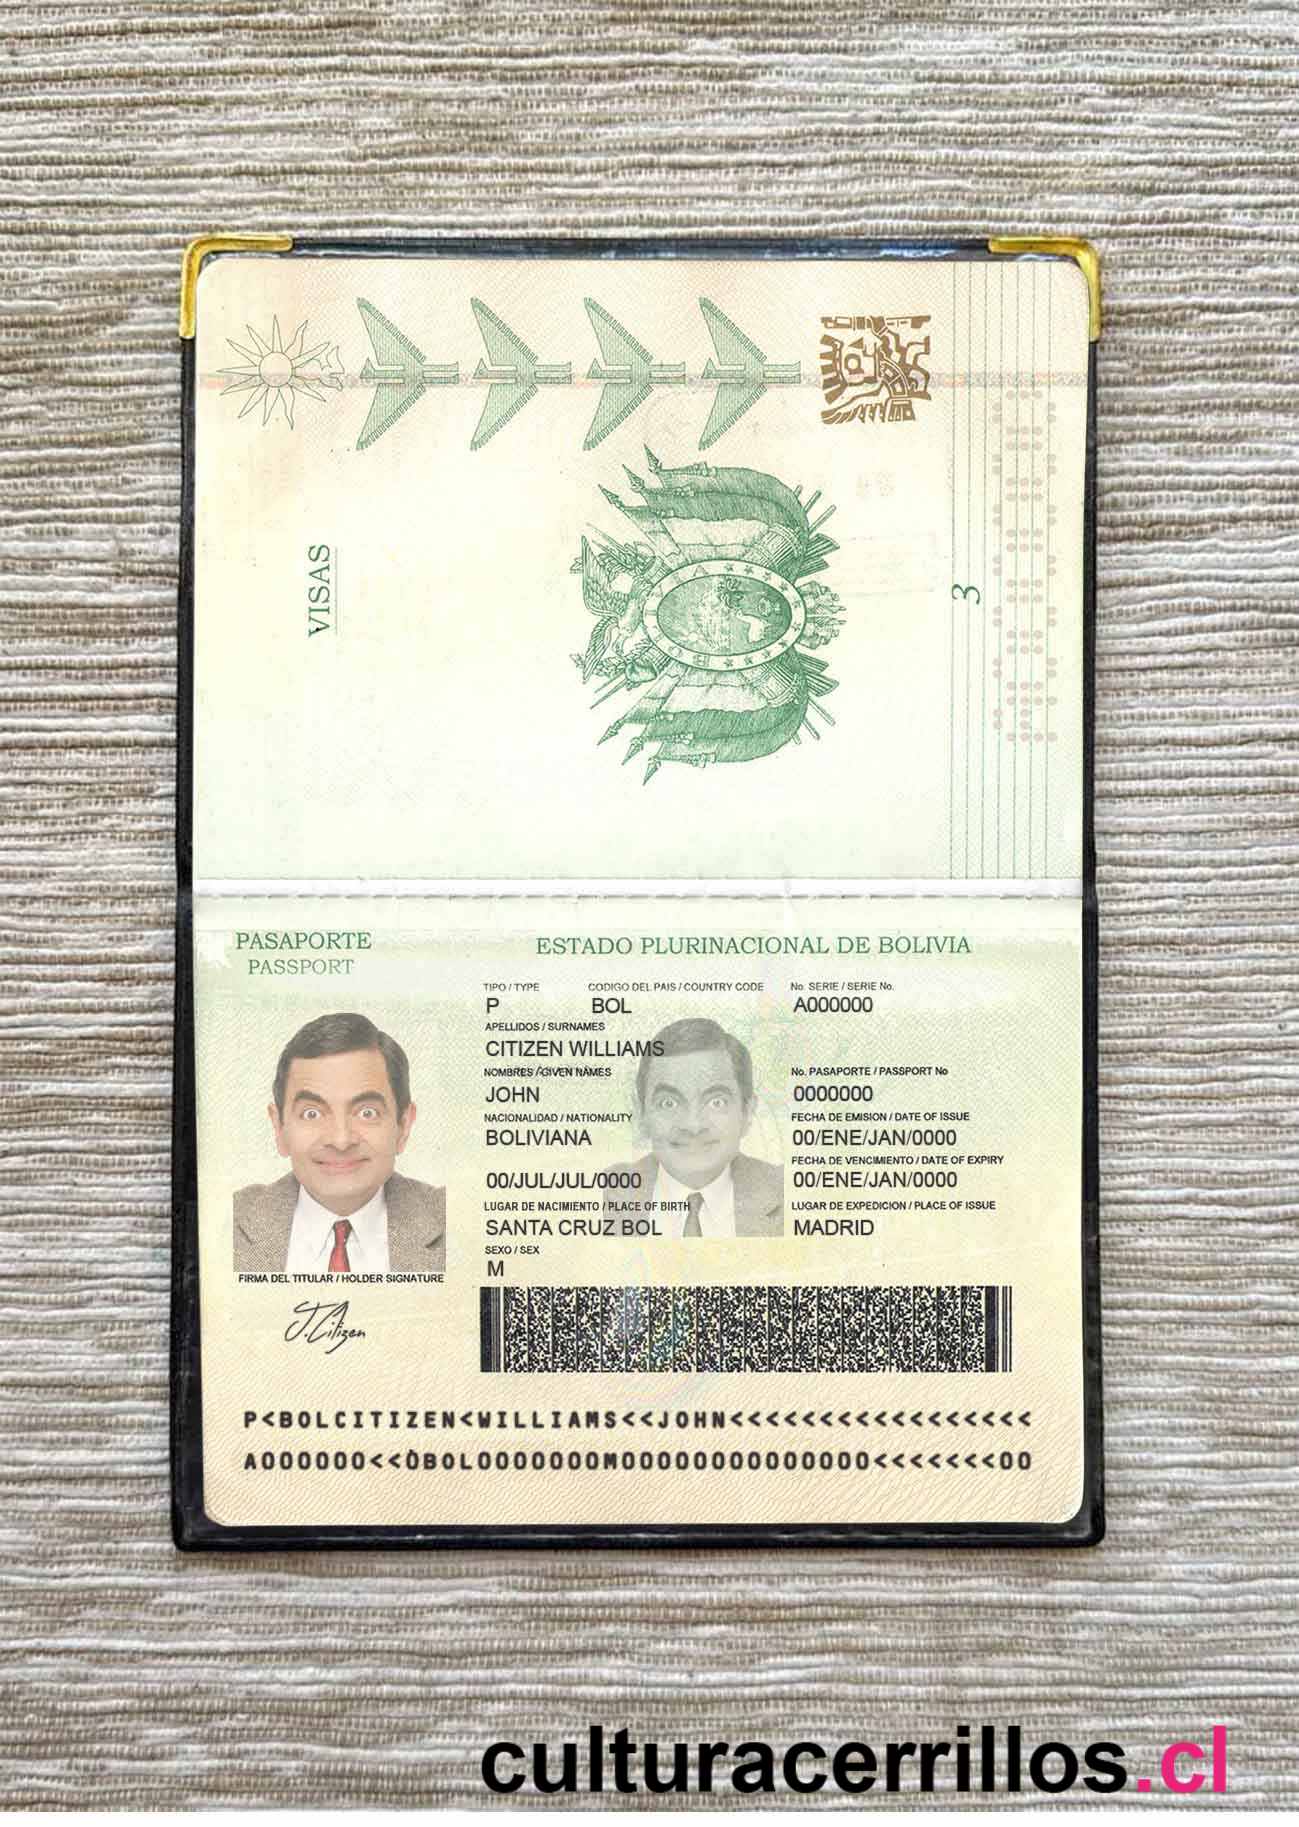 VISAS
3
PASAPORTE
PASSPORT
ESTADO PLURINACIONAL DE BOLIVIA
TIPO / TYPE CODIGO DEL PAIS / COUNTRY CODE No. SERIE / SERIE No.
P BOL A000000
APELLIDOS / SURNAMES
CITIZEN WILLIAMS
NOMBRES / GIVEN NAMES No. PASAPORTE / PASSPORT No
JOHN 0000000
NACIONALIDAD / NATIONALITY FECHA DE EMISION / DATE OF ISSUE
BOLIVIANA 00/ENE/JAN/0000
FECHA DE VENCIMIENTO / DATE OF EXPIRY
00/JUL/JUL/0000 00/ENE/JAN/0000
LUGAR DE NACIMIENTO / PLACE OF BIRTH LUGAR DE EXPEDICION / PLACE OF ISSUE
SANTA CRUZ BOL MADRID
SEXO / SEX
M
FIRMA DEL TITULAR / HOLDER SIGNATURE
J.Citizen
P<BOLCITIZEN<WILLIAMS<<JOHN<<<<<<<<<<<<<<<<<
A000000<<0BOL0000000M00000000000000<<<<<<<00
culturacerrillos.cl